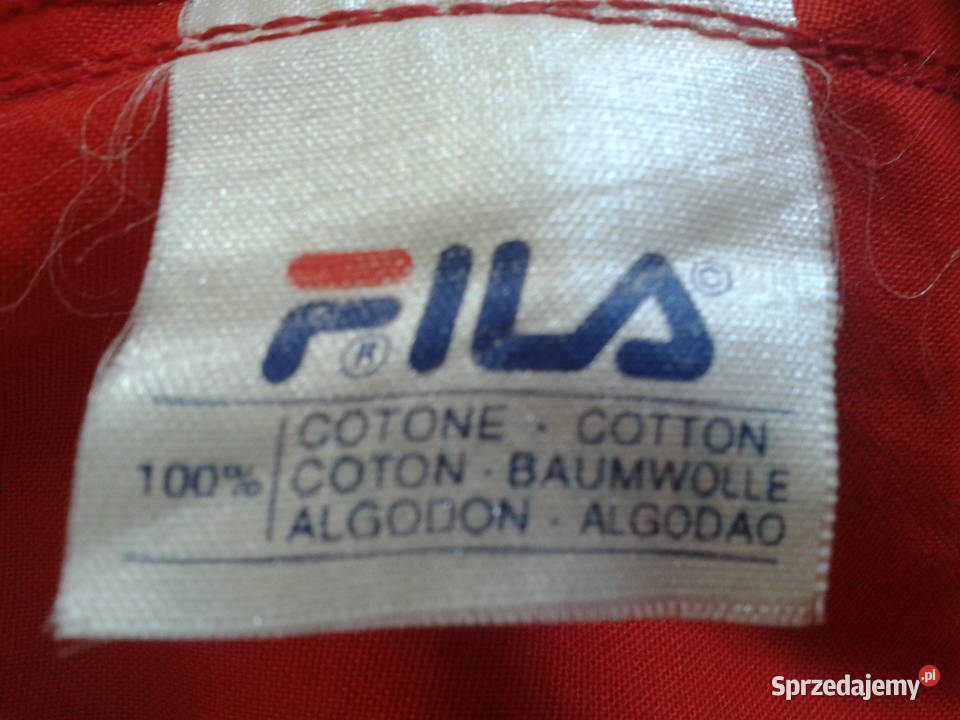 FILA ©
®
COTONE · COTTON
100% COTON · BAUMWOLLE
ALGODON · ALGODAO
Sprzedajemy.pl